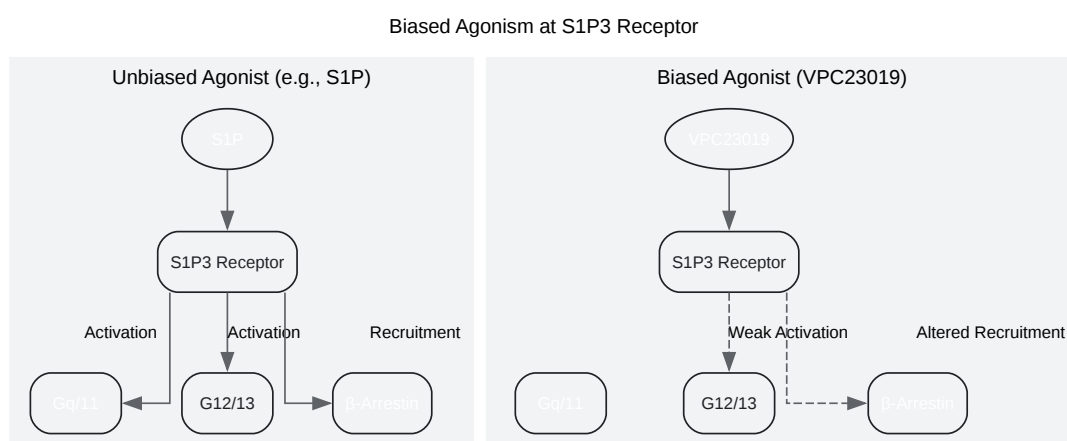 Biased Agonism at S1P3 Receptor
Unbiased Agonist (e.g., S1P)
S1P
S1P3 Receptor
Activation
Activation
Recruitment
Gq/11
G12/13
β-Arrestin
Biased Agonist (VPC23019)
VPC23019
S1P3 Receptor
Weak Activation
Altered Recruitment
Gq/11
G12/13
β-Arrestin